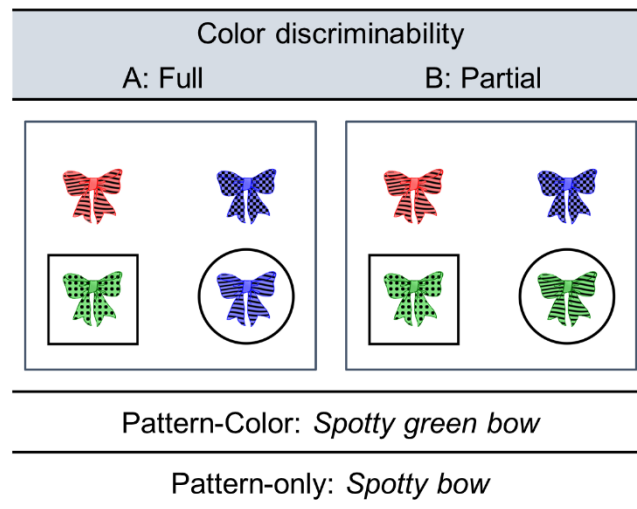 Color discriminability
A: Full B: Partial
Pattern-Color: Spotty green bow
Pattern-only: Spotty bow